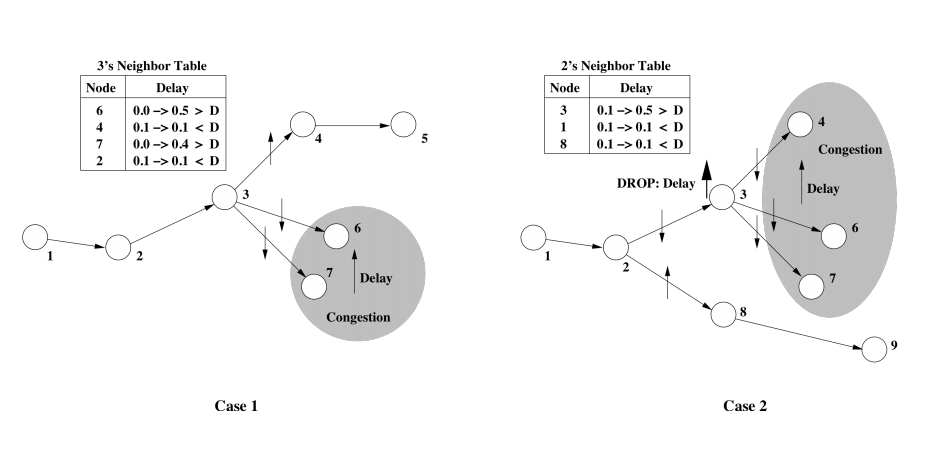 3's Neighbor Table
Node Delay
6 0.0 −> 0.5 > D
4 0.1 −> 0.1 < D
7 0.0 −> 0.4 > D
2 0.1 −> 0.1 < D
4
5
3
6
1
2
7
Delay
Congestion
Case 1
2's Neighbor Table
Node Delay
3 0.1 −> 0.5 > D
1 0.1 −> 0.1 < D
8 0.1 −> 0.1 < D
4
Congestion
DROP: Delay
Delay
3
6
1
2
7
8
9
Case 2